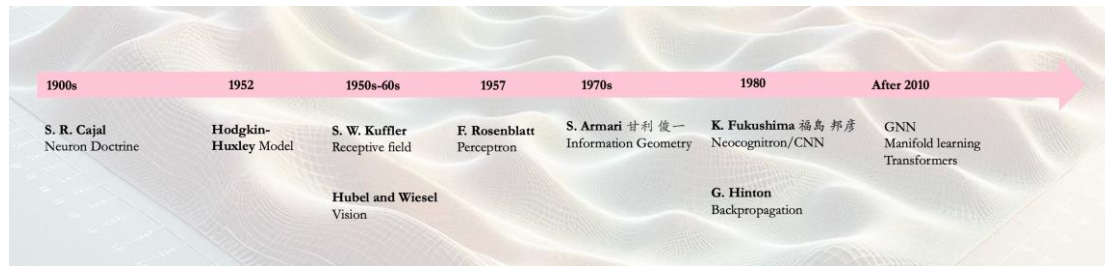 1900s
1952
1950s-60s
1957
1970s
1980
After 2010
S. R. Cajal
Neuron Doctrine
Hodgkin-
Huxley Model
S. W. Kuffler
Receptive field
Hubel and Wiesel
Vision
F. Rosenblatt
Perceptron
S. Armari 甘利 俊一
Information Geometry
K. Fukushima 福島 邦彦
Neocognitron/CNN
G. Hinton
Backpropagation
GNN
Manifold learning
Transformers